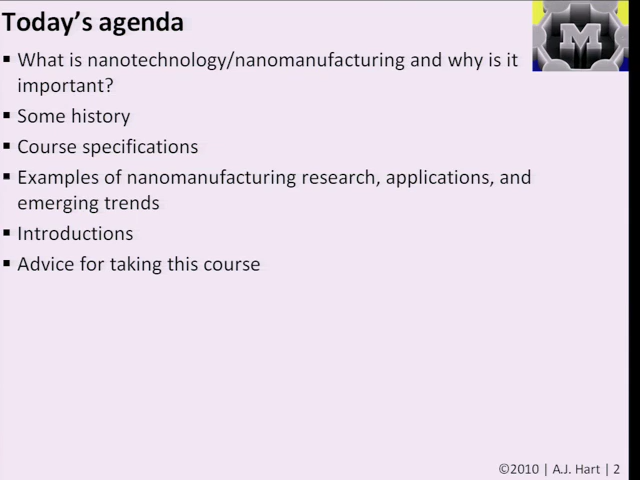 Today's agenda
▪ What is nanotechnology/nanomanufacturing and why is it
important?
▪ Some history
▪ Course specifications
▪ Examples of nanomanufacturing research, applications, and
emerging trends
▪ Introductions
▪ Advice for taking this course
M
©2010 | A.J. Hart | 2